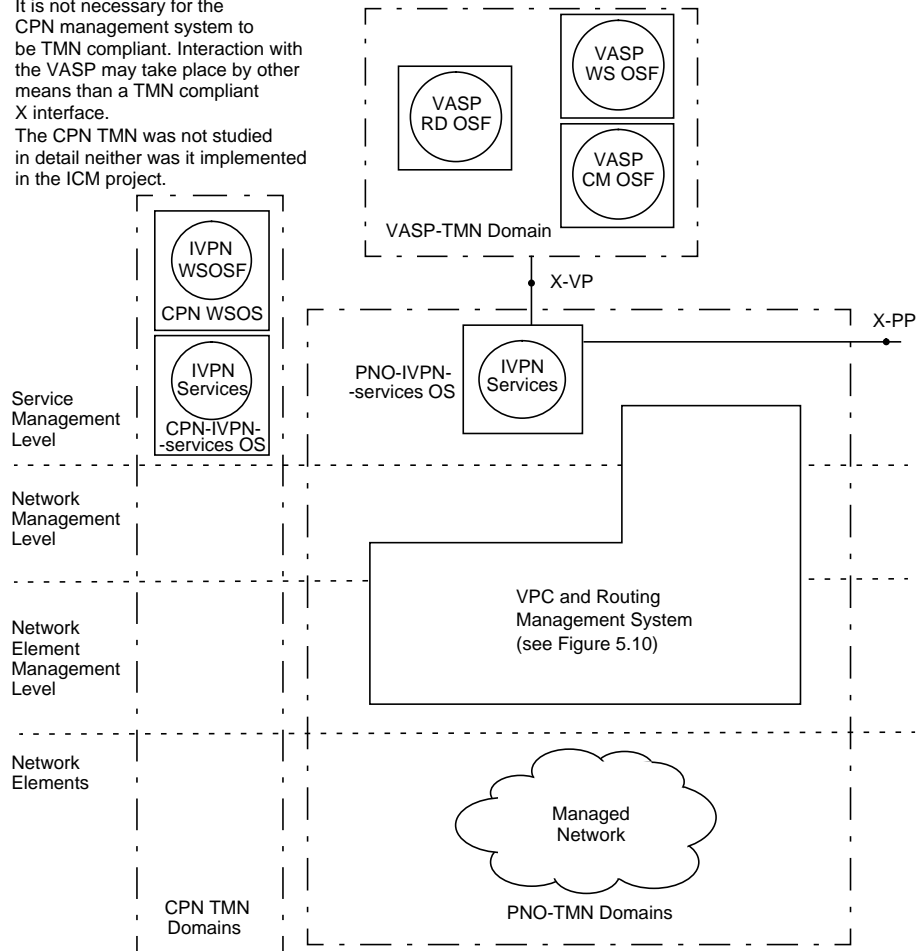 It is not necessary for the
CPN management system to
be TMN compliant. Interaction with
the VASP may take place by other
means than a TMN compliant
X interface.
The CPN TMN was not studied
in detail neither was it implemented
in the ICM project.
VASP
RD OSF
VASP
WS OSF
VASP
CM OSF
VASP-TMN Domain
X-VP
X-PP
IVPN
WSOSF
CPN WSOS
IVPN
Services
CPN-IVPN-
-services OS
PNO-IVPN-
-services OS
IVPN
Services
Service
Management
Level
Network
Management
Level
Network
Element
Management
Level
VPC and Routing
Management System
(see Figure 5.10)
Network
Elements
Managed
Network
CPN TMN
Domains
PNO-TMN Domains